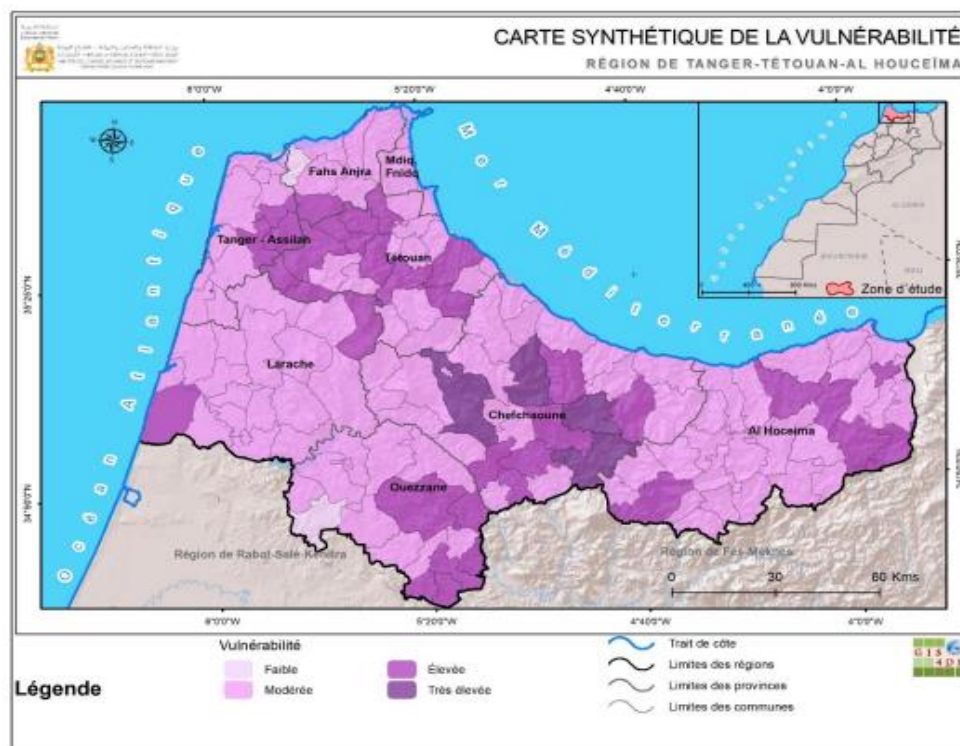 CARTE SYNTHÉTIQUE DE LA VULNÉRABILITÉ
RÉGION DE TANGER-TÉTOUAN-AL HOUCEÏMA
6°0'0"W 5°20'0"W 4°40'0"W 4°0'0"W
Mer Méditerranée
Océan Atlantique
Fahs Anjra
Mdiq
Fnidq
Tanger - Assilah
Tétouan
Larache
Chefchaoune
Al Hoceima
Ouezzane
Région de Rabat-Salé-Kénitra
Région de Fès-Meknès
ALGERIE
MAURITANIE
MALI
Zone d'étude
0 30 60 Kms
6°0'0"W 5°20'0"W 4°40'0"W 4°0'0"W
Légende
Vulnérabilité
Faible
Modérée
Élevée
Très élevée
Trait de côte
Limites des régions
Limites des provinces
Limites des communes